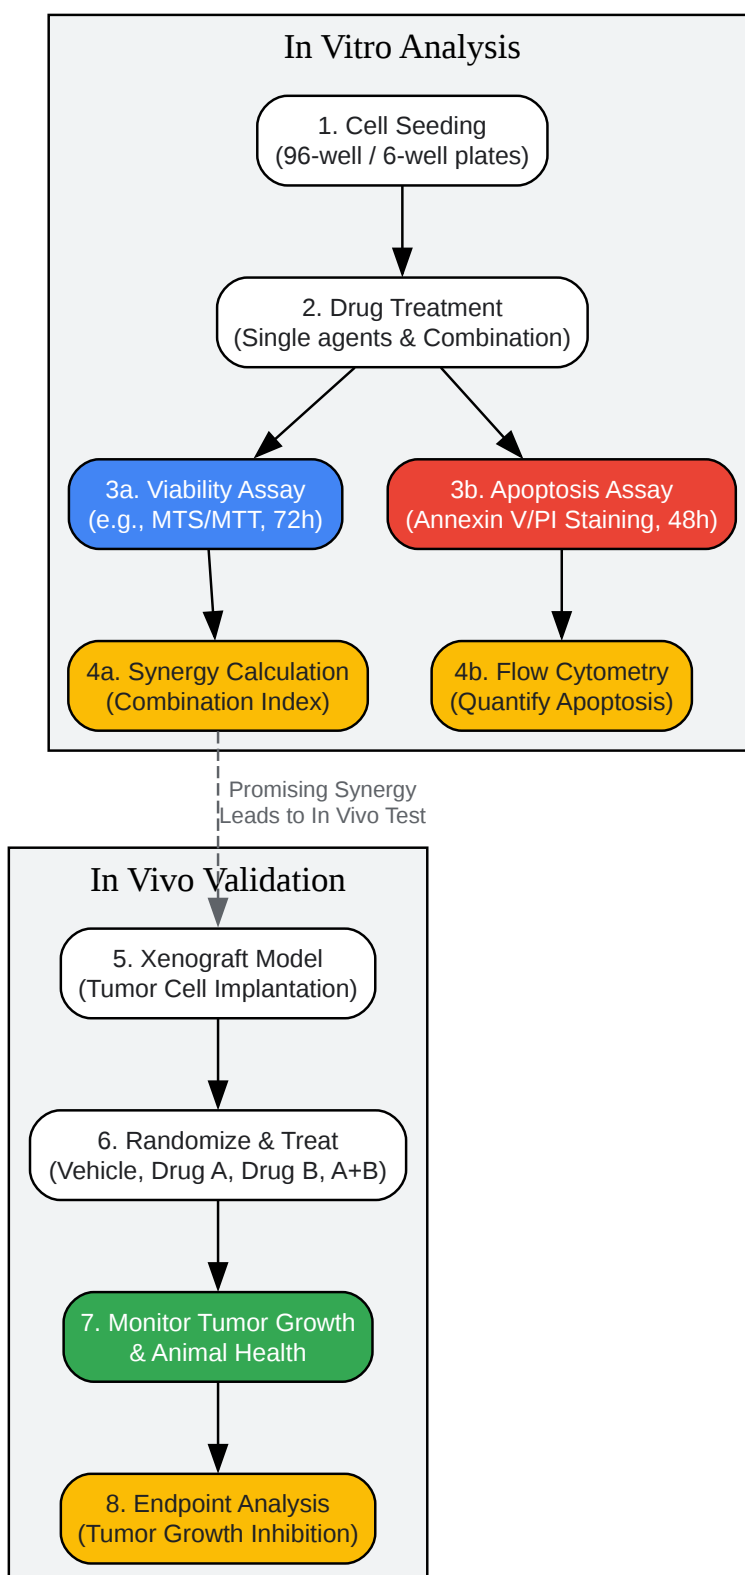 In Vitro Analysis
1. Cell Seeding
(96-well / 6-well plates)
2. Drug Treatment
(Single agents & Combination)
3a. Viability Assay
(e.g., MTS/MTT, 72h)
3b. Apoptosis Assay
(Annexin V/PI Staining, 48h)
4a. Synergy Calculation
(Combination Index)
4b. Flow Cytometry
(Quantify Apoptosis)
Promising Synergy
Leads to In Vivo Test
In Vivo Validation
5. Xenograft Model
(Tumor Cell Implantation)
6. Randomize & Treat
(Vehicle, Drug A, Drug B, A+B)
7. Monitor Tumor Growth
& Animal Health
8. Endpoint Analysis
(Tumor Growth Inhibition)